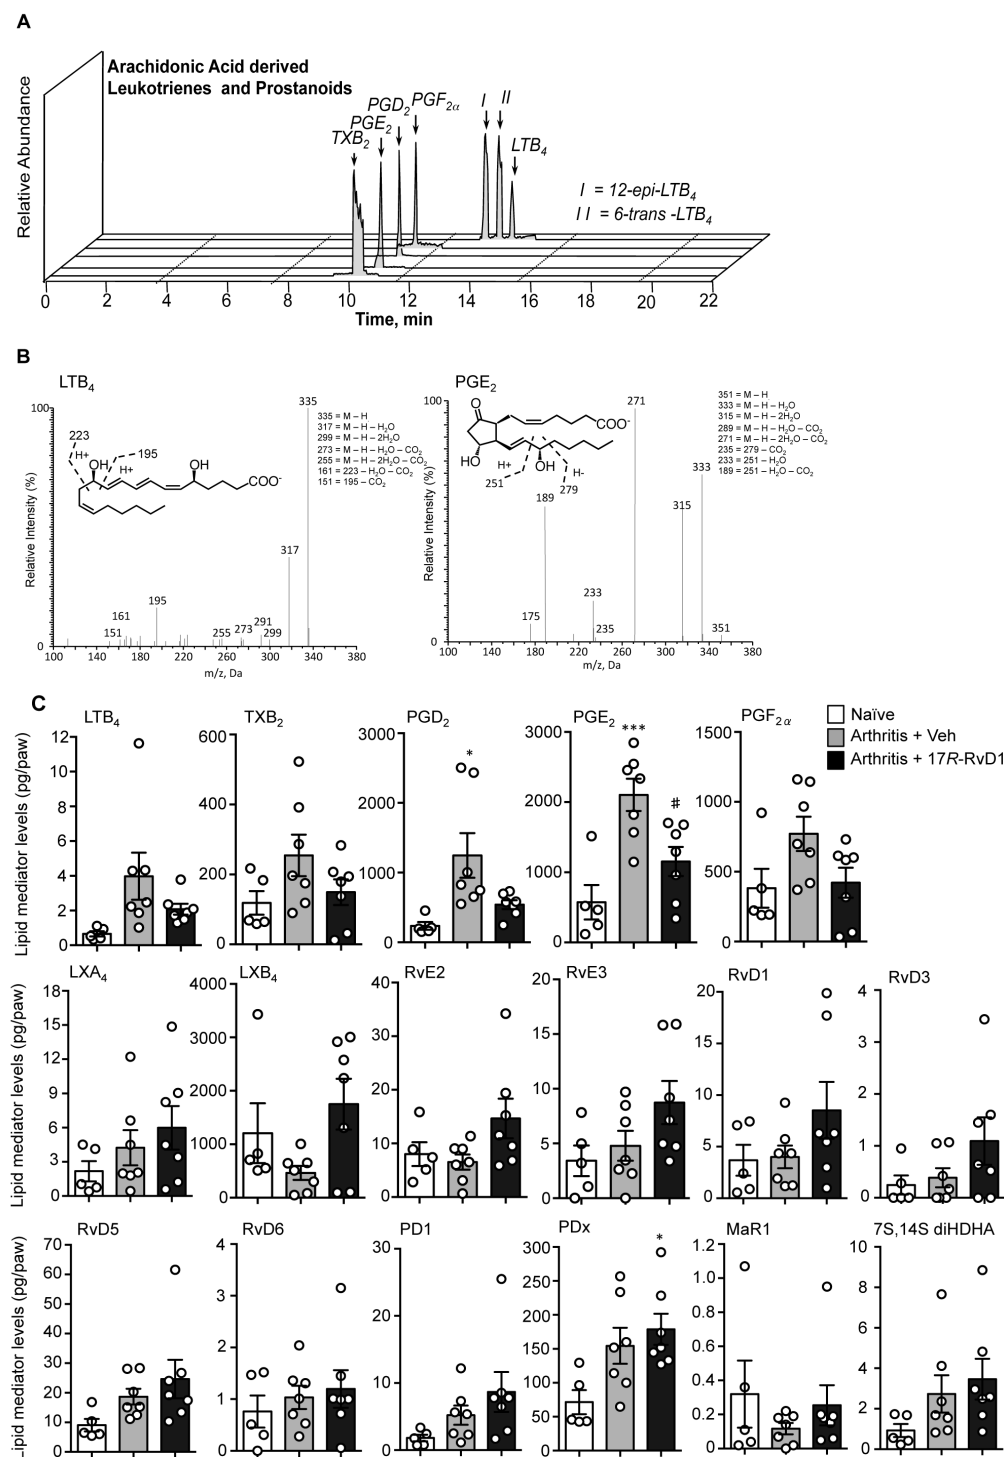 A
Arachidonic Acid derived
Leukotrienes and Prostanoids
Relative Abundance
TXB2
PGE2
PGD2
PGF2α
I
II
LTB4
I = 12-epi-LTB4
I I = 6-trans -LTB4
0 2 4 6 8 10 12 14 16 18 20 22
Time, min
B
LTB4
Relative Intensity (%)
100
0
223
H+
195
H+
OH
OH
COO-
335 = M – H
317 = M – H – H2O
299 = M – H – 2H2O
273 = M – H – H2O – CO2
255 = M – H – 2H2O – CO2
161 = 223 – H2O – CO2
151 = 195 – CO2
335
317
195
161
151
255
273
291
299
100 140 180 220 260 300 340 380
m/z, Da
PGE2
Relative Intensity (%)
100
0
O
COO-
HO
OH
H+
H-
251
279
351 = M – H
333 = M – H – H2O
315 = M – H – 2H2O
289 = M – H – H2O – CO2
271 = M – H – 2H2O – CO2
235 = 279 – CO2
233 = 251 – H2O
189 = 251 -H2O – CO2
271
333
315
189
233
175
235
351
100 140 180 220 260 300 340 380
m/z, Da
C
Naïve
Arthritis + Veh
Arthritis + 17R-RvD1
Lipid mediator levels (pg/paw)
LTB4
12
10
8
6
4
2
0
TXB2
600
400
200
0
PGD2
3000
2000
1000
0
*
PGE2
3000
2000
1000
0
***
#
PGF2α
1500
1000
500
0
Lipid mediator levels (pg/paw)
LXA4
18
15
12
9
6
3
0
LXB4
4000
3000
2000
1000
0
RvE2
40
30
20
10
0
RvE3
20
15
10
5
0
RvD1
20
15
10
5
0
RvD3
4
3
2
1
0
Lipid mediator levels (pg/paw)
RvD5
70
60
50
40
30
20
10
0
RvD6
4
3
2
1
0
PD1
30
20
10
0
PDx
300
250
200
150
100
50
0
*
MaR1
1.2
1.0
0.8
0.6
0.4
0.2
0.0
7S,14S diHDHA
10
8
6
4
2
0